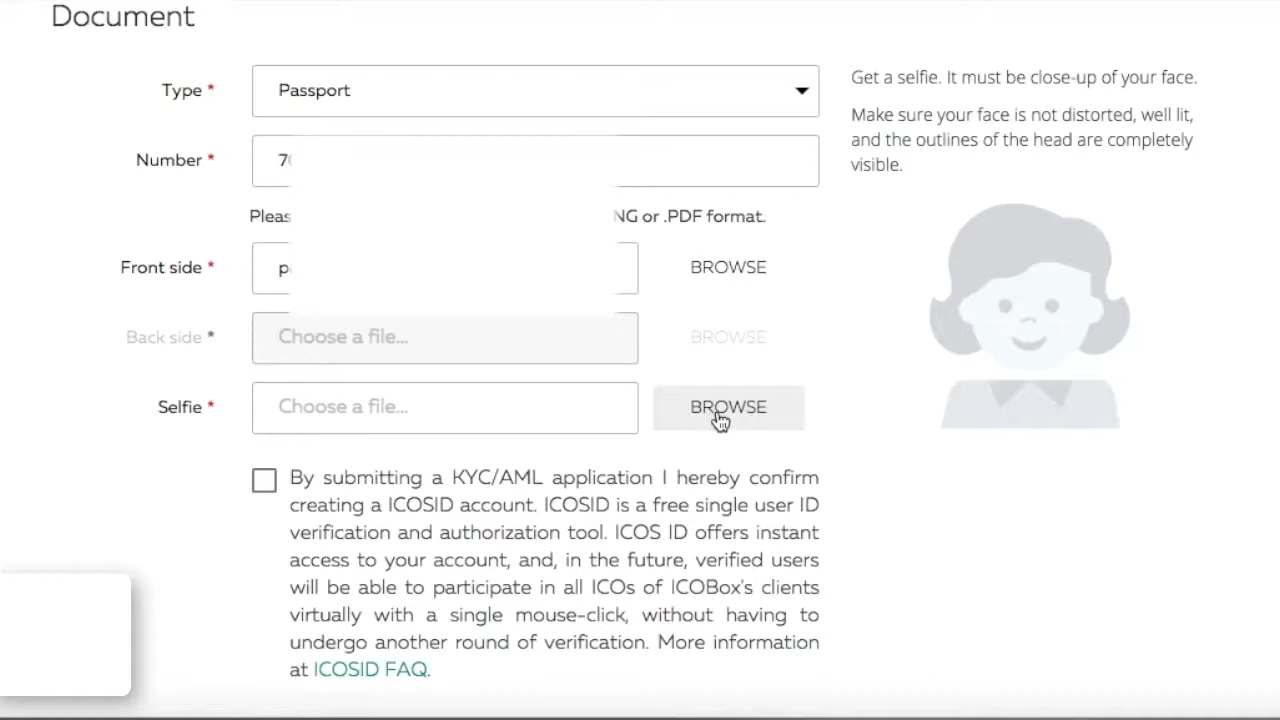 Document
Type *
Passport
Get a selfie. It must be close-up of your face.
Make sure your face is not distorted, well lit,
and the outlines of the head are completely
visible.
Number *
7
NG or .PDF format.
Front side *
BROWSE
Back side *
Choose a file...
BROWSE
Selfie *
Choose a file...
BROWSE
By submitting a KYC/AML application I hereby confirm
creating a ICOSID account. ICOSID is a free single user ID
verification and authorization tool. ICOS ID offers instant
access to your account, and, in the future, verified users
will be able to participate in all ICOs of ICOBox's clients
virtually with a single mouse-click, without having to
undergo another round of verification. More information
at ICOSID FAQ.